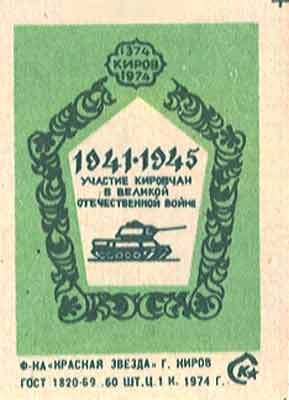 1374
КИРОВ
1974
1941·1945
УЧАСТИЕ КИРОВЧАН
В ВЕЛИКОЙ
ОТЕЧЕСТВЕННОЙ ВОЙНЕ
Ф-КА «КРАСНАЯ ЗВЕЗДА» Г. КИРОВ
ГОСТ 1820-69. 60 ШТ. Ц. 1 К. 1974 Г.